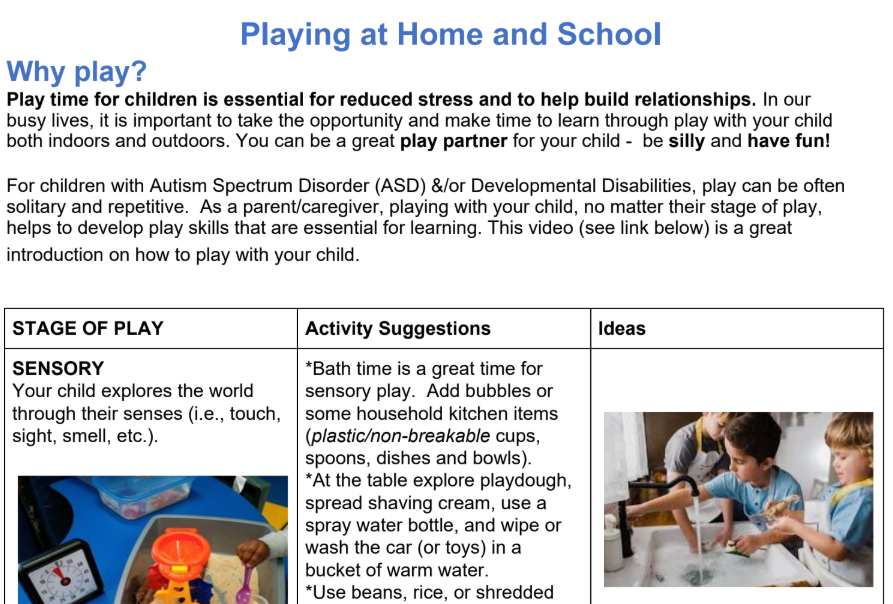 Playing at Home and School
Why play?
Play time for children is essential for reduced stress and to help build relationships. In our
busy lives, it is important to take the opportunity and make time to learn through play with your child
both indoors and outdoors. You can be a great play partner for your child -  be silly and have fun!
For children with Autism Spectrum Disorder (ASD) &/or Developmental Disabilities, play can be often
solitary and repetitive.  As a parent/caregiver, playing with your child, no matter their stage of play,
helps to develop play skills that are essential for learning. This video (see link below) is a great
introduction on how to play with your child.
STAGE OF PLAY
Activity Suggestions
Ideas
SENSORY
Your child explores the world
through their senses (i.e., touch,
sight, smell, etc.).
*Bath time is a great time for
sensory play.  Add bubbles or
some household kitchen items
(plastic/non-breakable cups,
spoons, dishes and bowls).
*At the table explore playdough,
spread shaving cream, use a
spray water bottle, and wipe or
wash the car (or toys) in a
bucket of warm water.
*Use beans, rice, or shredded